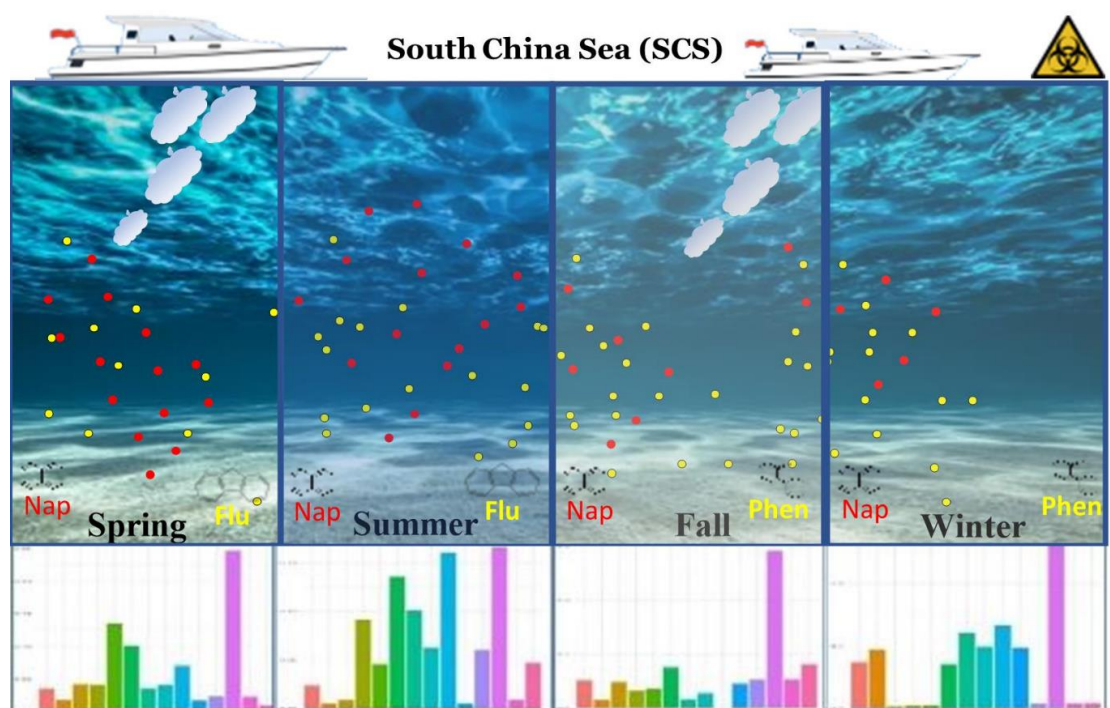 South China Sea (SCS)
Nap
Flu
Spring
Nap
Flu
Summer
Nap
Phen
Fall
Nap
Phen
Winter